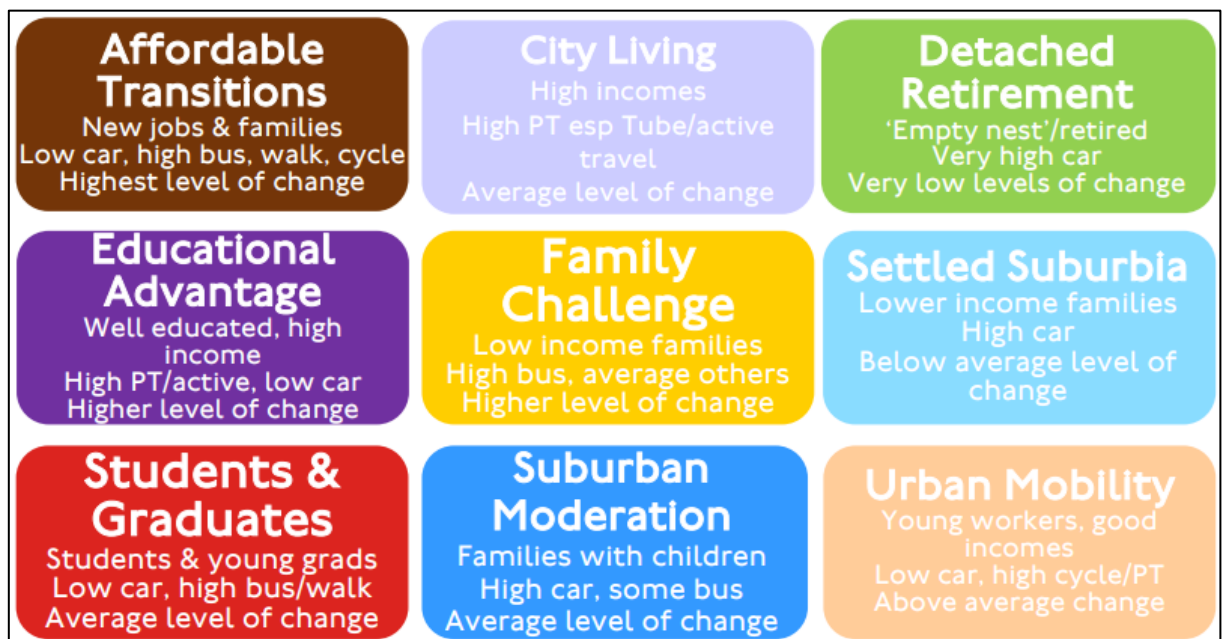 Affordable
Transitions
New jobs & families
Low car, high bus, walk, cycle
Highest level of change
City Living
High incomes
High PT esp Tube/active
travel
Average level of change
Detached
Retirement
‘Empty nest’/retired
Very high car
Very low levels of change
Educational
Advantage
Well educated, high
income
High PT/active, low car
Higher level of change
Family
Challenge
Low income families
High bus, average others
Higher level of change
Settled Suburbia
Lower income families
High car
Below average level of
change
Students &
Graduates
Students & young grads
Low car, high bus/walk
Average level of change
Suburban
Moderation
Families with children
High car, some bus
Average level of change
Urban Mobility
Young workers, good
incomes
Low car, high cycle/PT
Above average change